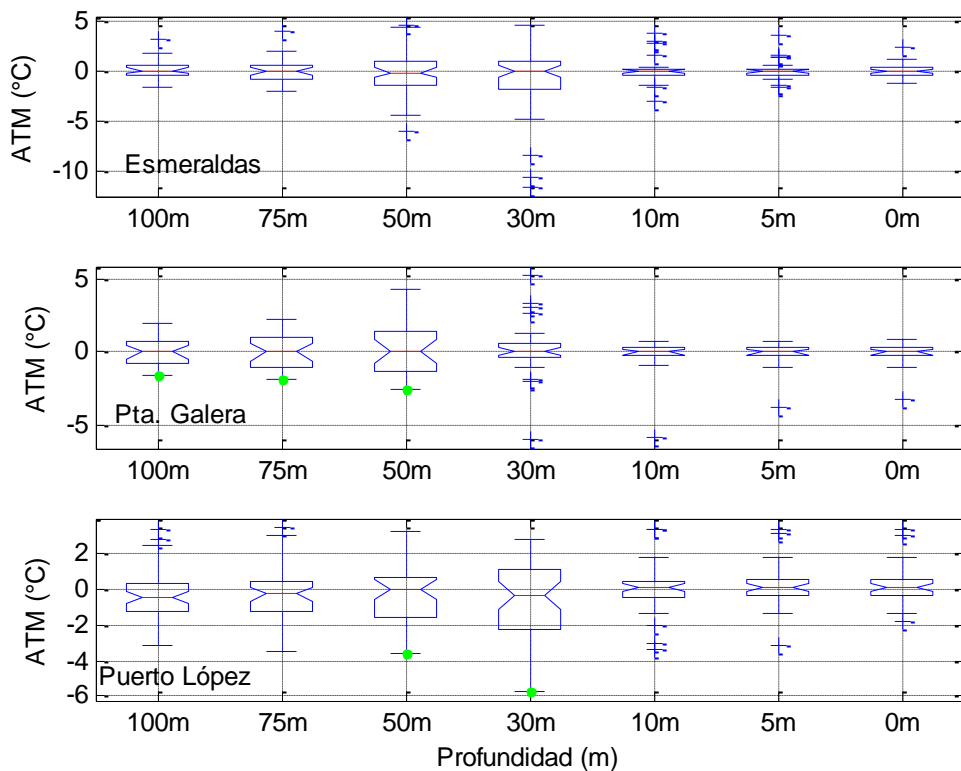 5
0
-5
-10
ATM (°C)
Esmeraldas
100m 75m 50m 30m 10m 5m 0m
5
0
-5
ATM (°C)
Pta. Galera
100m 75m 50m 30m 10m 5m 0m
2
0
-2
-4
-6
ATM (°C)
Puerto López
100m 75m 50m 30m 10m 5m 0m
Profundidad (m)